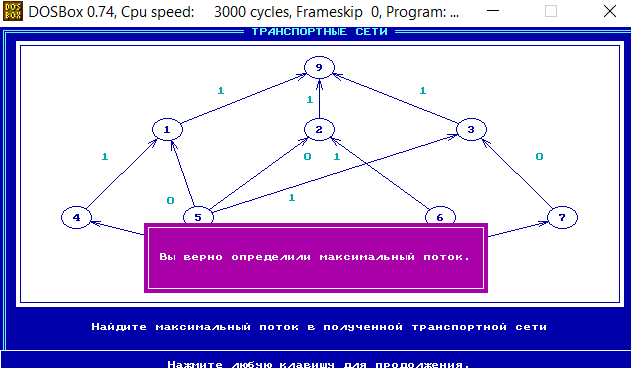 DOSBox 0.74, Cpu speed: 3000 cycles, Frameskip 0, Program: ...
ТРАНСПОРТНЫЕ СЕТИ
9
1 1 1
1 2 3
1 0 1 0
0 1
4 5 6 7
Вы верно определили максимальный поток.
Найдите максимальный поток в полученной транспортной сети
Нажмите любую клавишу для продолжения.